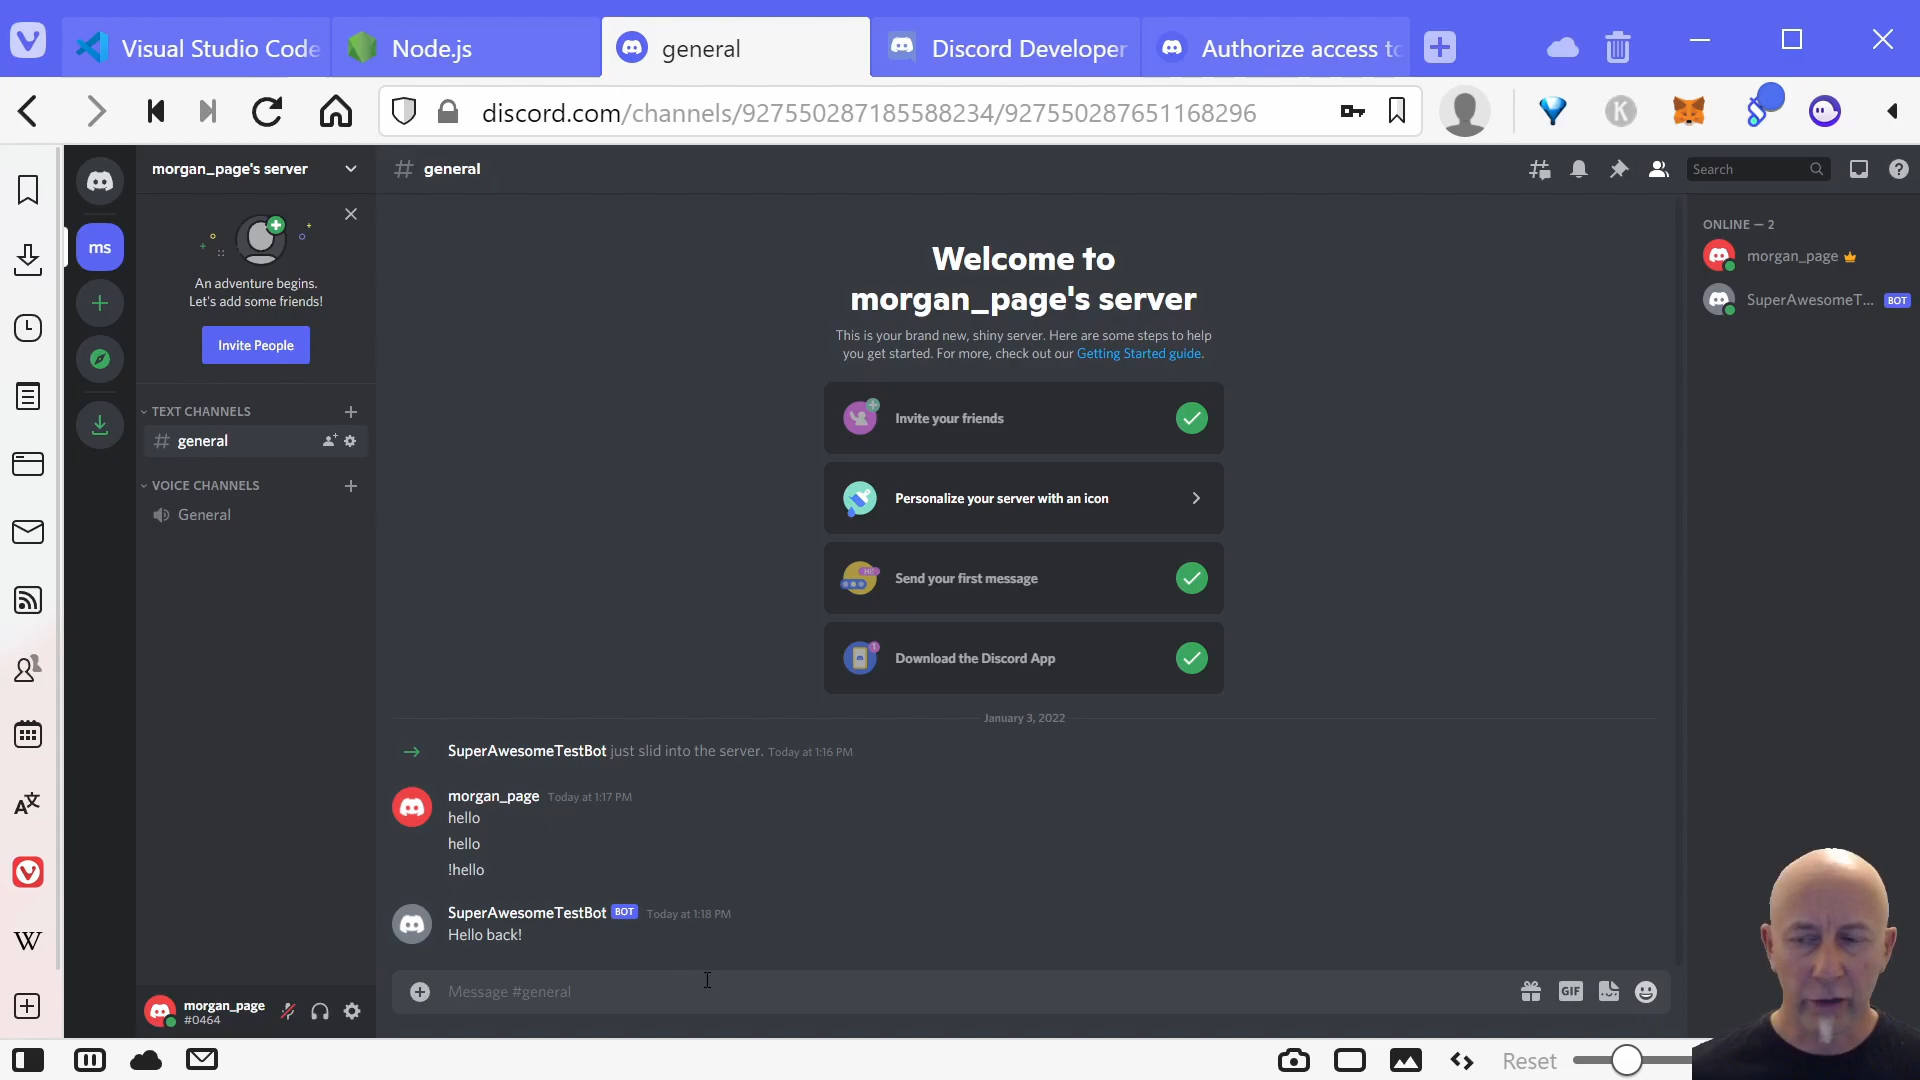 Visual Studio Code
Node.js
general
Discord Developer
Authorize access to
discord.com/channels/927550287185588234/927550287651168296
K
morgan_page's server
# general
Search
ms
An adventure begins.
Let's add some friends!
Invite People
TEXT CHANNELS
# general
VOICE CHANNELS
General
Welcome to
morgan_page's server
This is your brand new, shiny server. Here are some steps to help
you get started. For more, check out our Getting Started guide.
Invite your friends
Personalize your server with an icon
Send your first message
Download the Discord App
January 3, 2022
SuperAwesomeTestBot just slid into the server. Today at 1:16 PM
morgan_page Today at 1:17 PM
hello
hello
!hello
SuperAwesomeTestBot BOT Today at 1:18 PM
Hello back!
Message #general
GIF
ONLINE — 2
morgan_page
SuperAwesomeT... BOT
morgan_page
#0464
W
Reset